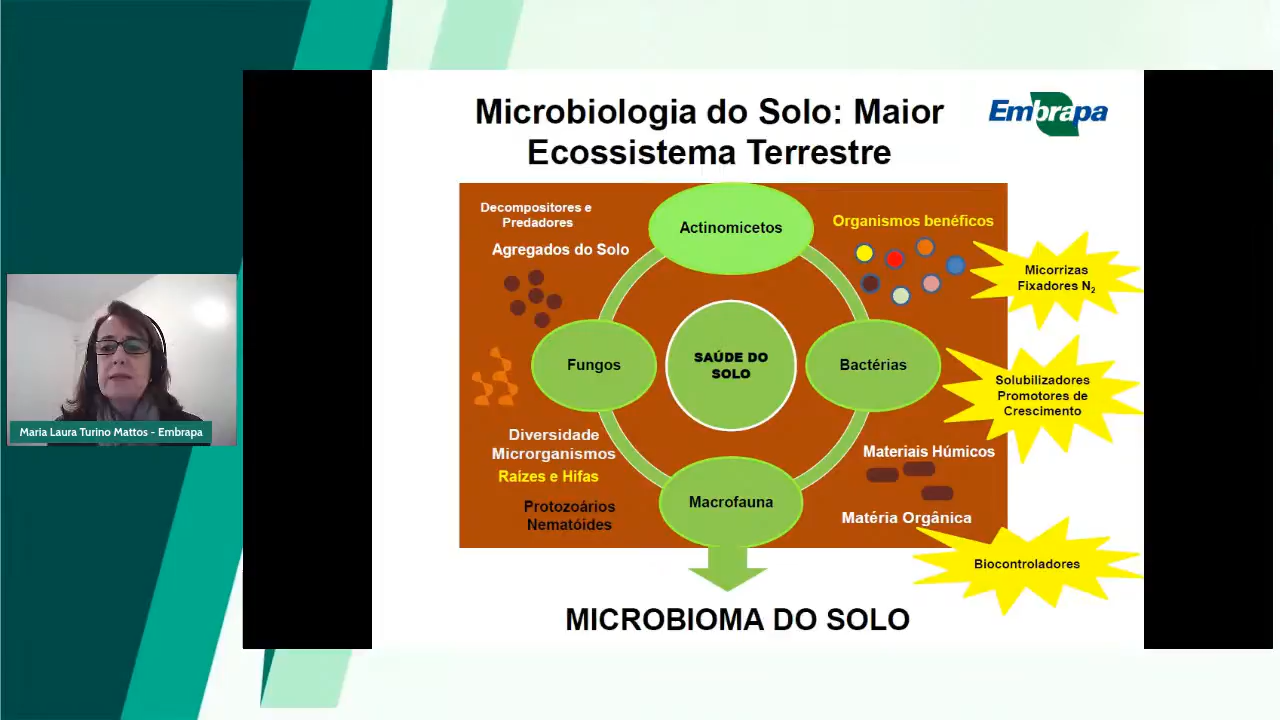 Microbiologia do Solo: Maior
Ecossistema Terrestre
Embrapa
Decompositores e
Predadores
Agregados do Solo
Actinomicetos
Organismos benéficos
Micorrizas
Fixadores N₂
Fungos
SAÚDE DO
SOLO
Bactérias
Solubilizadores
Promotores de
Crescimento
Diversidade
Microrganismos
Raízes e Hifas
Protozoários
Nematóides
Macrofauna
Materiais Húmicos
Matéria Orgânica
Biocontroladores
MICROBIOMA DO SOLO
Maria Laura Turino Mattos - Embrapa